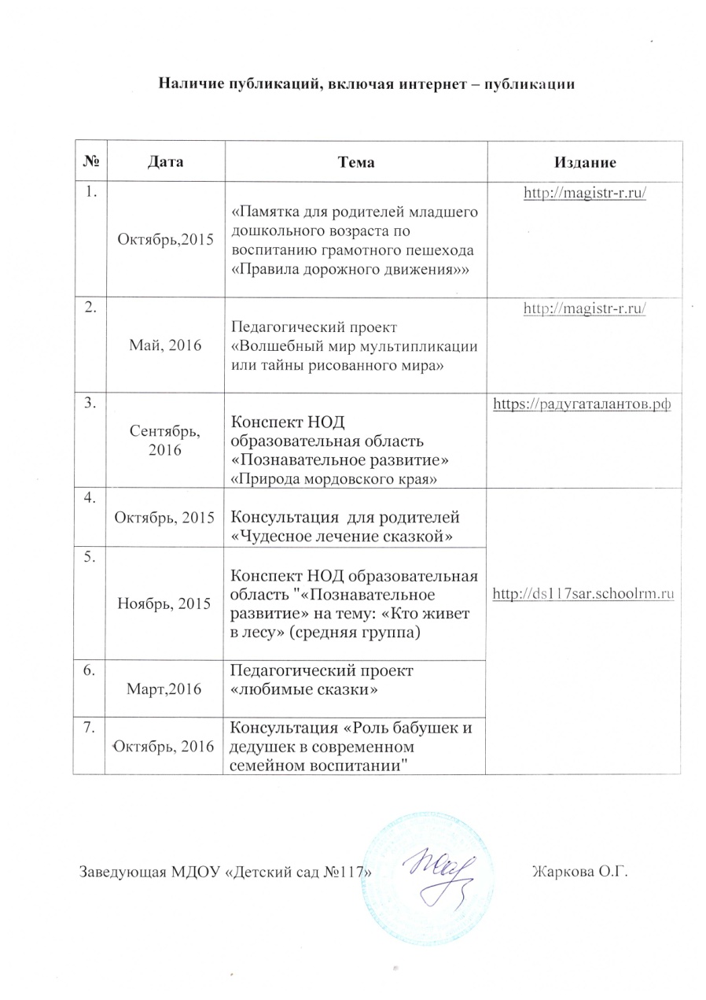 Наличие публикаций, включая интернет – публикации
№ Дата Тема Издание
1. http://magistr-r.ru/
Октябрь,2015
«Памятка для родителей младшего
дошкольного возраста по
воспитанию грамотного пешехода
«Правила дорожного движения»»
2. http://magistr-r.ru/
Май, 2016
Педагогический проект
«Волшебный мир мультипликации
или тайны рисованного мира»
3. https://радугаталантов.рф
Сентябрь,
2016
Конспект НОД
образовательная область
«Познавательное развитие»
«Природа мордовского края»
4.
Октябрь, 2015
Консультация для родителей
«Чудесное лечение сказкой»
5.
Ноябрь, 2015
Конспект НОД образовательная
область "«Познавательное
развитие» на тему: «Кто живет
в лесу» (средняя группа)
http://ds117sar.schoolrm.ru
6.
Март,2016
Педагогический проект
«любимые сказки»
7.
Октябрь, 2016
Консультация «Роль бабушек и
дедушек в современном
семейном воспитании"
Заведующая МДОУ «Детский сад №117» Жаркова О.Г.